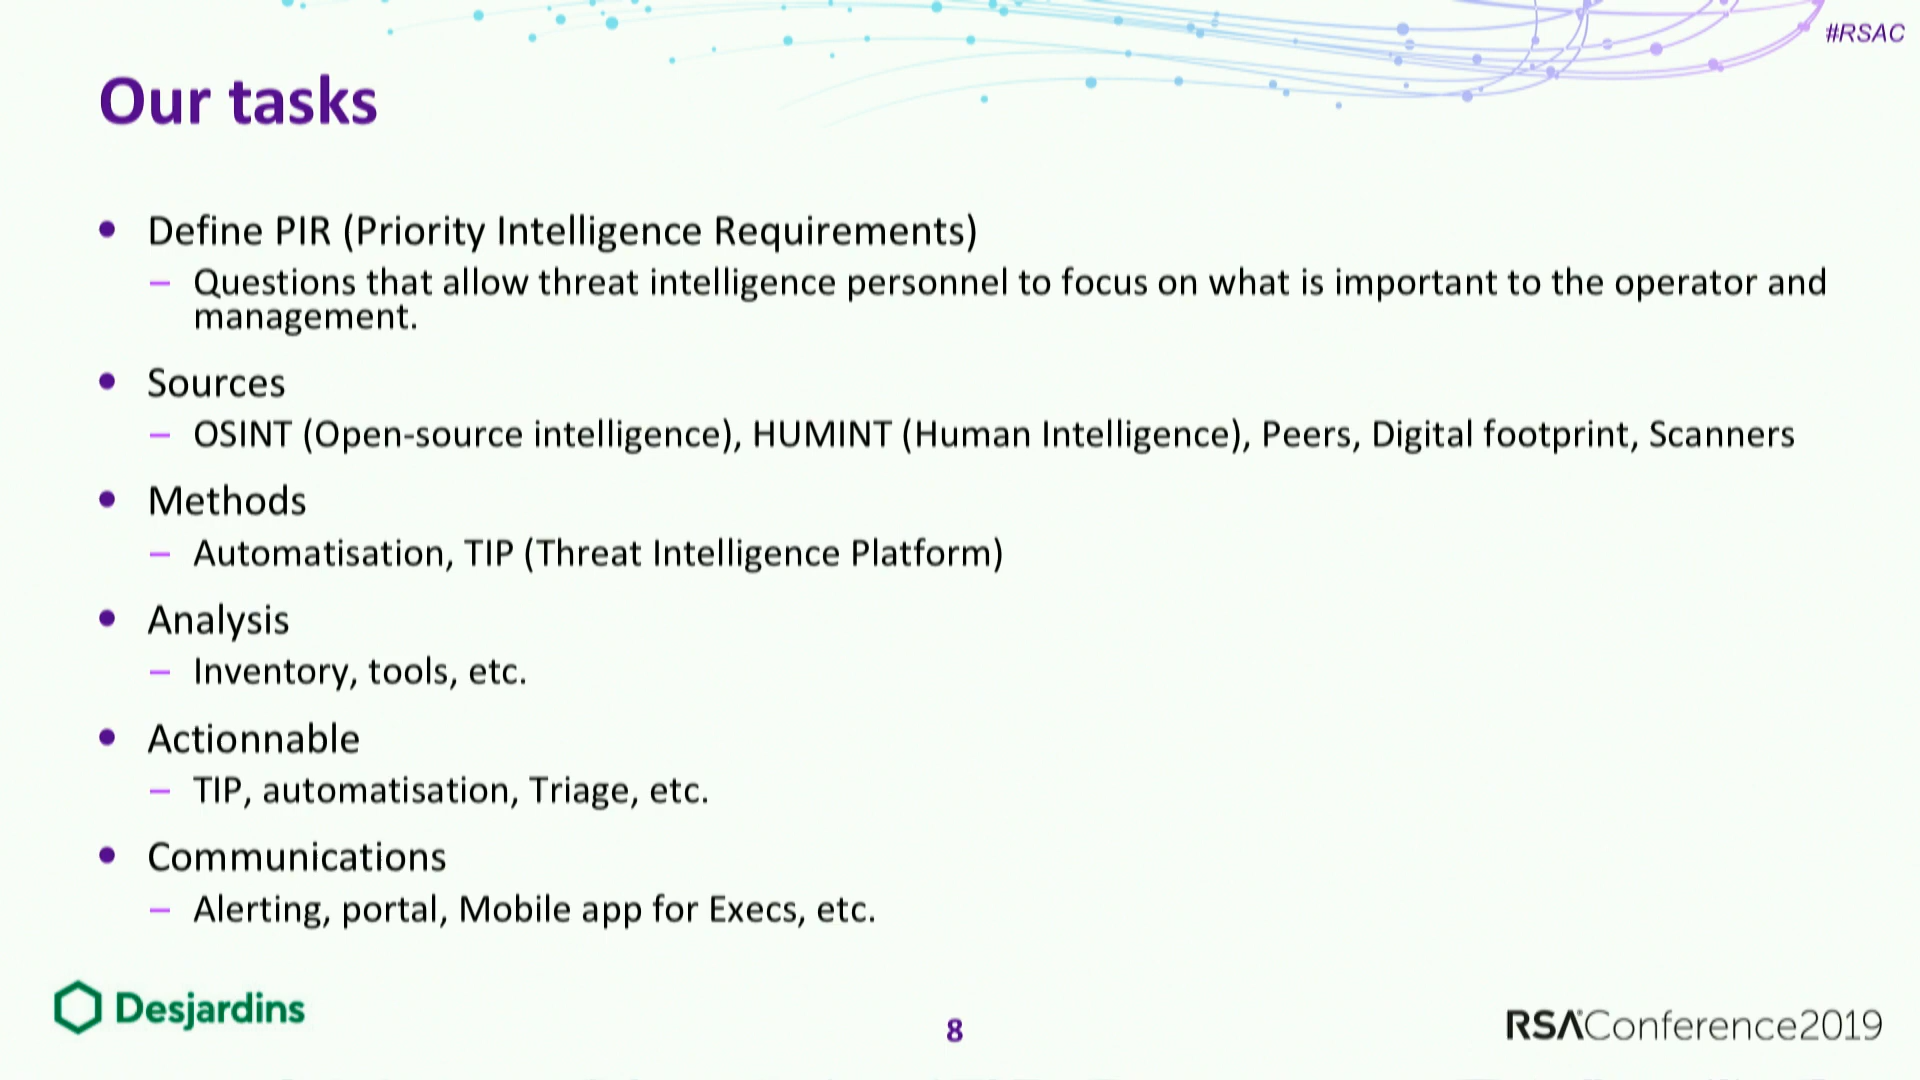 #RSAC
Our tasks
• Define PIR (Priority Intelligence Requirements)
– Questions that allow threat intelligence personnel to focus on what is important to the operator and
management.
• Sources
– OSINT (Open-source intelligence), HUMINT (Human Intelligence), Peers, Digital footprint, Scanners
• Methods
– Automatisation, TIP (Threat Intelligence Platform)
• Analysis
– Inventory, tools, etc.
• Actionnable
– TIP, automatisation, Triage, etc.
• Communications
– Alerting, portal, Mobile app for Execs, etc.
Desjardins
8
RSAConference2019